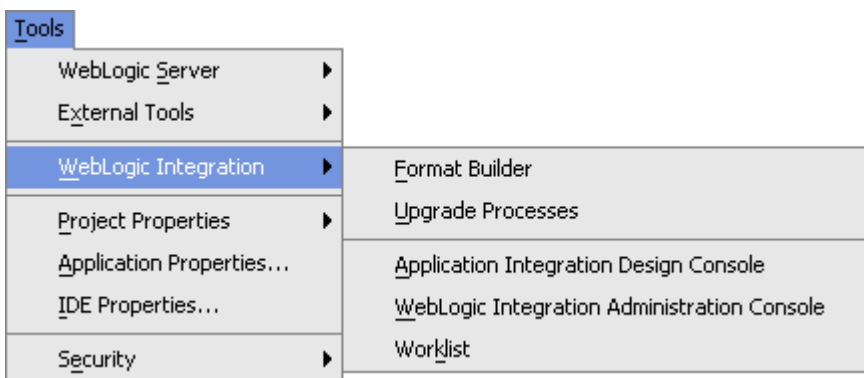 Tools
WebLogic Server
External Tools
WebLogic Integration
Project Properties
Application Properties...
IDE Properties...
Security
Format Builder
Upgrade Processes
Application Integration Design Console
WebLogic Integration Administration Console
Worklist